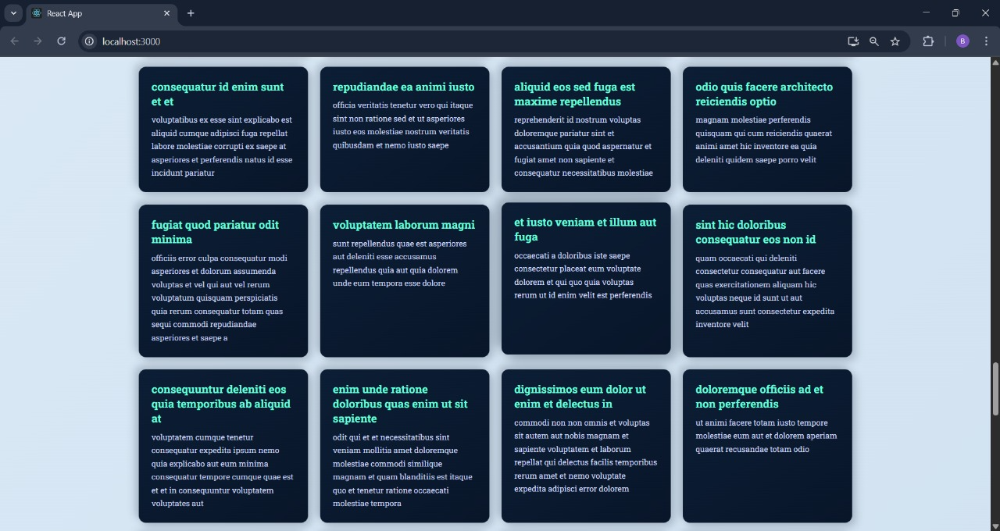 React App
localhost:3000
B
consequatur id enim sunt
et et
voluptatibus ex esse sint explicabo est
aliquid cumque adipisci fuga repellat
labore molestiae corrupti ex saepe at
asperiores et perferendis natus id esse
incidunt pariatur
repudiandae ea animi iusto
officia veritatis tenetur vero qui itaque
sint non ratione sed et ut asperiores
iusto eos molestiae nostrum veritatis
quibusdam et nemo iusto saepe
aliquid eos sed fuga est
maxime repellendus
reprehenderit id nostrum voluptas
doloremque pariatur sint et
accusantium quia quod aspernatur et
fugiat amet non sapiente et
consequatur necessitatibus molestiae
odio quis facere architecto
reiciendis optio
magnam molestiae perferendis
quisquam qui cum reiciendis quaerat
animi amet hic inventore ea quia
deleniti quidem saepe porro velit
fugiat quod pariatur odit
minima
officiis error culpa consequatur modi
asperiores et dolorum assumenda
voluptas et vel qui aut vel rerum
voluptatum quisquam perspiciatis
quia rerum consequatur totam quas
sequi commodi repudiandae
asperiores et saepe a
voluptatem laborum magni
sunt repellendus quae est asperiores
aut deleniti esse accusamus
repellendus quia aut quia dolorem
unde eum tempora esse dolore
et iusto veniam et illum aut
fuga
occaecati a doloribus iste saepe
consectetur placeat eum voluptate
dolorem et qui quo quia voluptas
rerum ut id enim velit est perferendis
sint hic doloribus
consequatur eos non id
quam occaecati qui deleniti
consectetur consequatur aut facere
quas exercitationem aliquam hic
voluptas neque id sunt ut aut
accusamus sunt consectetur expedita
inventore velit
consequuntur deleniti eos
quia temporibus ab aliquid
at
voluptatem cumque tenetur
consequatur expedita ipsum nemo
quia explicabo aut eum minima
consequatur tempore cumque quae est
et et in consequuntur voluptatem
voluptates aut
enim unde ratione
doloribus quas enim ut sit
sapiente
odit qui et et necessitatibus sint
veniam mollitia amet doloremque
molestiae commodi similique
magnam et quam blanditiis est itaque
quo et tenetur ratione occaecati
molestiae tempora
dignissimos eum dolor ut
enim et delectus in
commodi non non omnis et voluptas
sit autem aut nobis magnam et
sapiente voluptatem et laborum
repellat qui delectus facilis temporibus
rerum amet et nemo voluptate
expedita adipisci error dolorem
doloremque officiis ad et
non perferendis
ut animi facere totam iusto tempore
molestiae eum aut et dolorem aperiam
quaerat recusandae totam odio